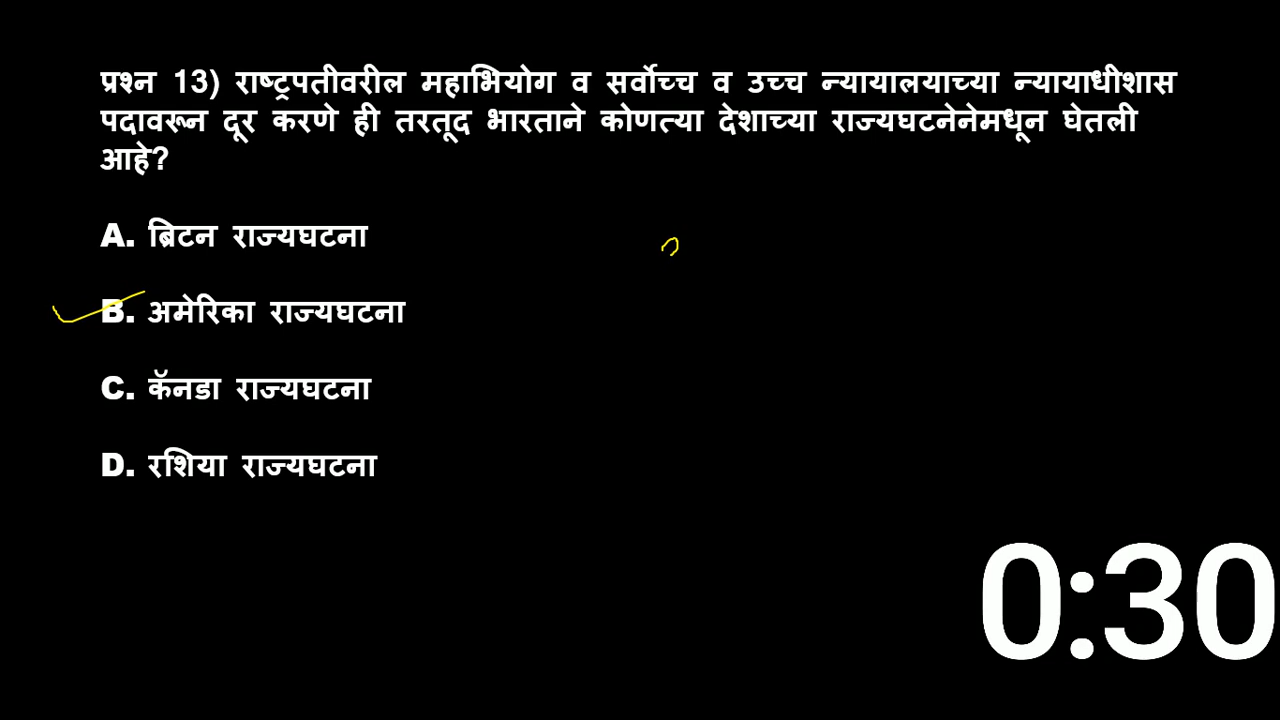 प्रश्न 13) राष्ट्रपतीवरील महाभियोग व सर्वोच्च व उच्च न्यायालयाच्या न्यायाधीशास
पदावरून दूर करणे ही तरतूद भारताने कोणत्या देशाच्या राज्यघटनेनेमधून घेतली
आहे?
A. ब्रिटन राज्यघटना
B. अमेरिका राज्यघटना
C. कॅनडा राज्यघटना
D. रशिया राज्यघटना
0:30